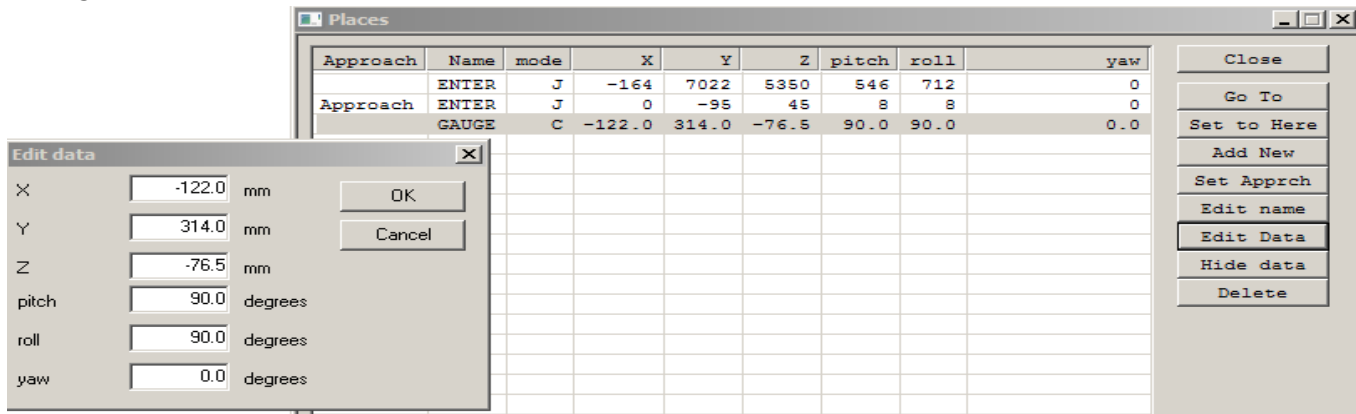 Places
Approach Name mode X Y Z pitch roll yaw
ENTER J -164 7022 5350 546 712 0
Approach ENTER J 0 -95 45 8 8 0
GAUGE C -122.0 314.0 -76.5 90.0 90.0 0.0
Close
Go To
Set to Here
Add New
Set Apprch
Edit name
Edit Data
Hide data
Delete
Edit data
X -122.0 mm
Y 314.0 mm
Z -76.5 mm
pitch 90.0 degrees
roll 90.0 degrees
yaw 0.0 degrees
OK
Cancel